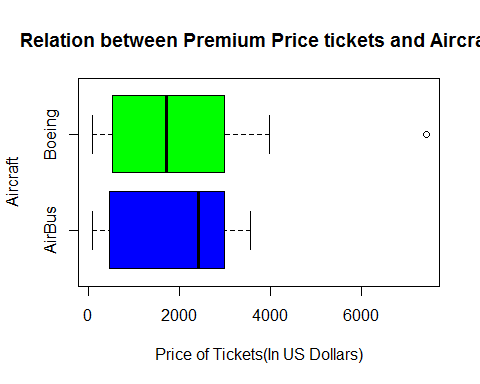 Relation between Premium Price tickets and Aircra
Boeing
AirBus
Aircraft
0 2000 4000 6000
Price of Tickets(In US Dollars)